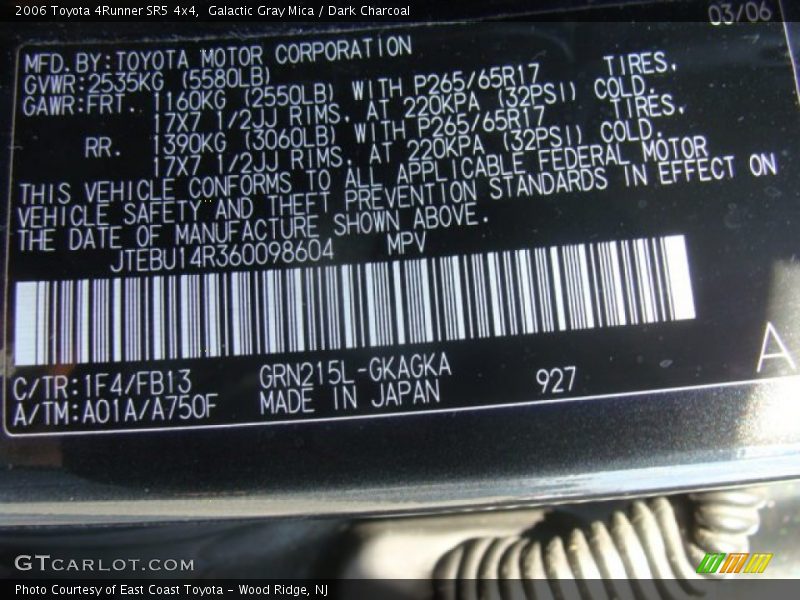 2006 Toyota 4Runner SR5 4x4, Galactic Gray Mica / Dark Charcoal
03/06
MFD. BY: TOYOTA MOTOR CORPORATION
GVWR: 2535KG (5580LB)
GAWR: FRT. 1160KG (2550LB) WITH P265/65R17 TIRES,
17X7 1/2JJ RIMS, AT 220KPA (32PSI) COLD.
RR. 1390KG (3060LB) WITH P265/65R17 TIRES,
17X7 1/2JJ RIMS, AT 220KPA (32PSI) COLD.
THIS VEHICLE CONFORMS TO ALL APPLICABLE FEDERAL MOTOR
VEHICLE SAFETY AND THEFT PREVENTION STANDARDS IN EFFECT ON
THE DATE OF MANUFACTURE SHOWN ABOVE.
JTEBU14R360098604 MPV
C/TR: 1F4/FB13 GRN215L-GKAGKA 927
A/TM: A01A/A750F MADE IN JAPAN
A
GTCARLOT.COM
Photo Courtesy of East Coast Toyota - Wood Ridge, NJ